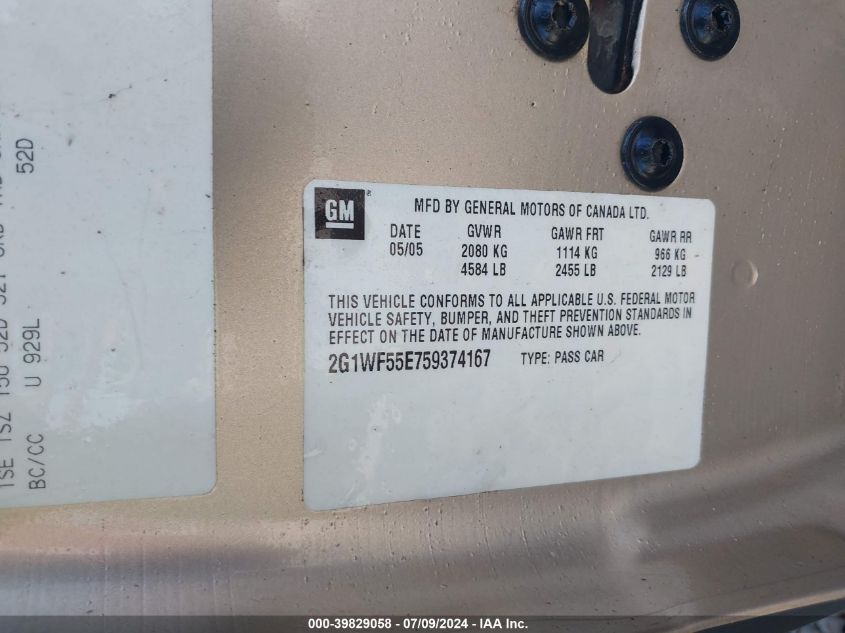 52D
U 929L
BC/CC
GM
MFD BY GENERAL MOTORS OF CANADA LTD.
DATE GVWR GAWR FRT GAWR RR
05/05 2080 KG 1114 KG 966 KG
4584 LB 2455 LB 2129 LB
THIS VEHICLE CONFORMS TO ALL APPLICABLE U.S. FEDERAL MOTOR
VEHICLE SAFETY, BUMPER, AND THEFT PREVENTION STANDARDS IN
EFFECT ON THE DATE OF MANUFACTURE SHOWN ABOVE.
2G1WF55E759374167 TYPE: PASS CAR
000-39829058 - 07/09/2024 - IAA Inc.